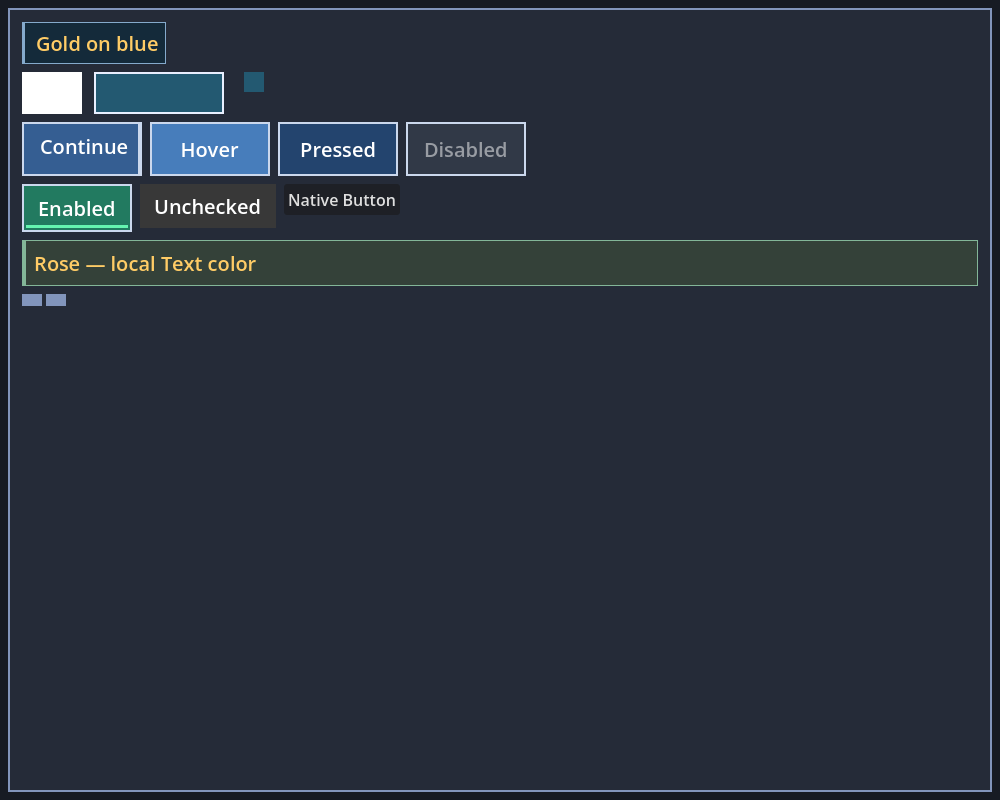 Gold on blue
Continue Hover Pressed Disabled
Enabled Unchecked Native Button
Rose — local Text color